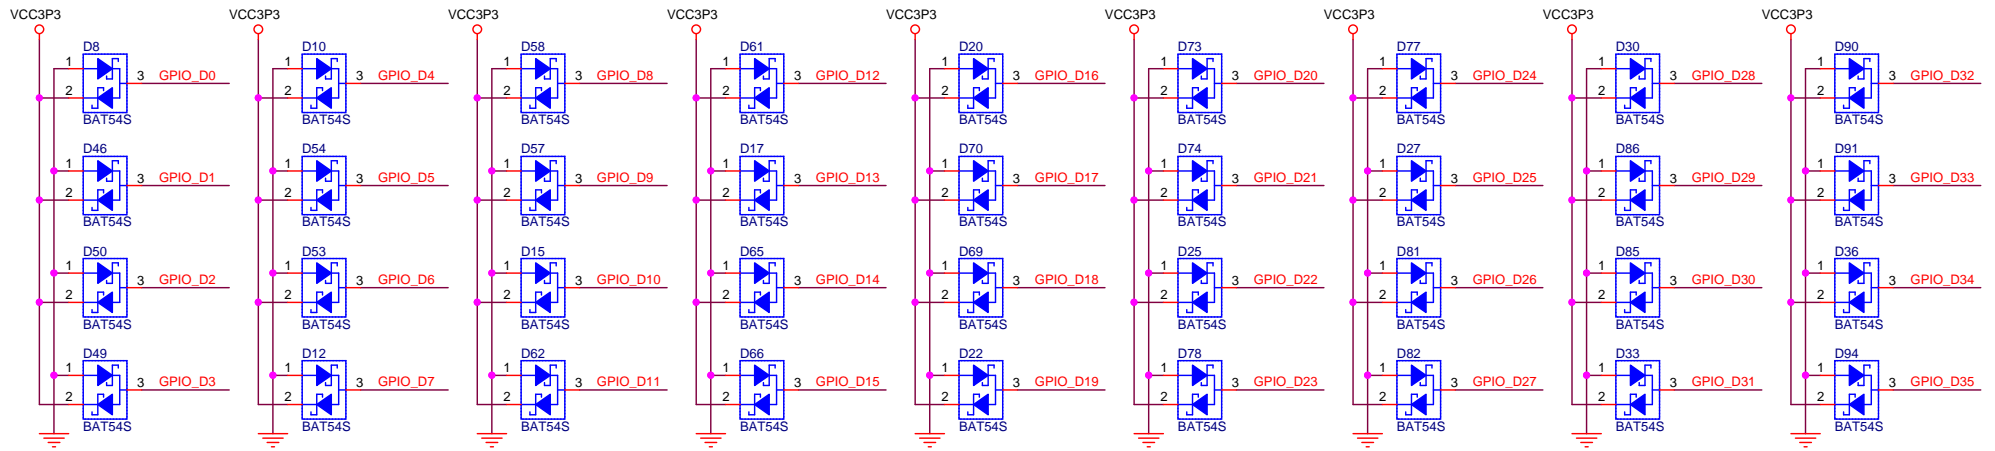 VCC3P3 VCC3P3 VCC3P3 VCC3P3 VCC3P3 VCC3P3 VCC3P3 VCC3P3 VCC3P3
D8 D10 D58 D61 D20 D73 D77 D30 D90
1 1 1 1 1 1 1 1 1
3 GPIO_D0 3 GPIO_D4 3 GPIO_D8 3 GPIO_D12 3 GPIO_D16 3 GPIO_D20 3 GPIO_D24 3 GPIO_D28 3 GPIO_D32
2 2 2 2 2 2 2 2 2
BAT54S BAT54S BAT54S BAT54S BAT54S BAT54S BAT54S BAT54S BAT54S
D46 D54 D57 D17 D70 D74 D27 D86 D91
1 1 1 1 1 1 1 1 1
3 GPIO_D1 3 GPIO_D5 3 GPIO_D9 3 GPIO_D13 3 GPIO_D17 3 GPIO_D21 3 GPIO_D25 3 GPIO_D29 3 GPIO_D33
2 2 2 2 2 2 2 2 2
BAT54S BAT54S BAT54S BAT54S BAT54S BAT54S BAT54S BAT54S BAT54S
D50 D53 D15 D65 D69 D25 D81 D85 D36
1 1 1 1 1 1 1 1 1
3 GPIO_D2 3 GPIO_D6 3 GPIO_D10 3 GPIO_D14 3 GPIO_D18 3 GPIO_D22 3 GPIO_D26 3 GPIO_D30 3 GPIO_D34
2 2 2 2 2 2 2 2 2
BAT54S BAT54S BAT54S BAT54S BAT54S BAT54S BAT54S BAT54S BAT54S
D49 D12 D62 D66 D22 D78 D82 D33 D94
1 1 1 1 1 1 1 1 1
3 GPIO_D3 3 GPIO_D7 3 GPIO_D11 3 GPIO_D15 3 GPIO_D19 3 GPIO_D23 3 GPIO_D27 3 GPIO_D31 3 GPIO_D35
2 2 2 2 2 2 2 2 2
BAT54S BAT54S BAT54S BAT54S BAT54S BAT54S BAT54S BAT54S BAT54S